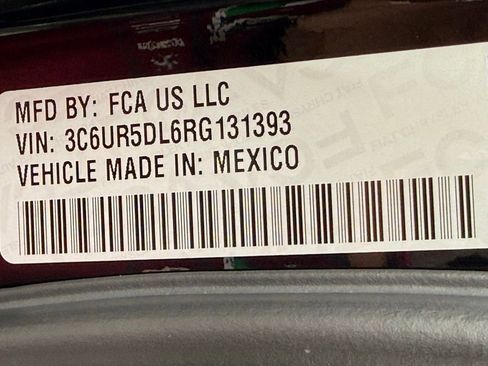 MFD BY: FCA US LLC
VIN: 3C6UR5DL6RG131393
VEHICLE MADE IN: MEXICO